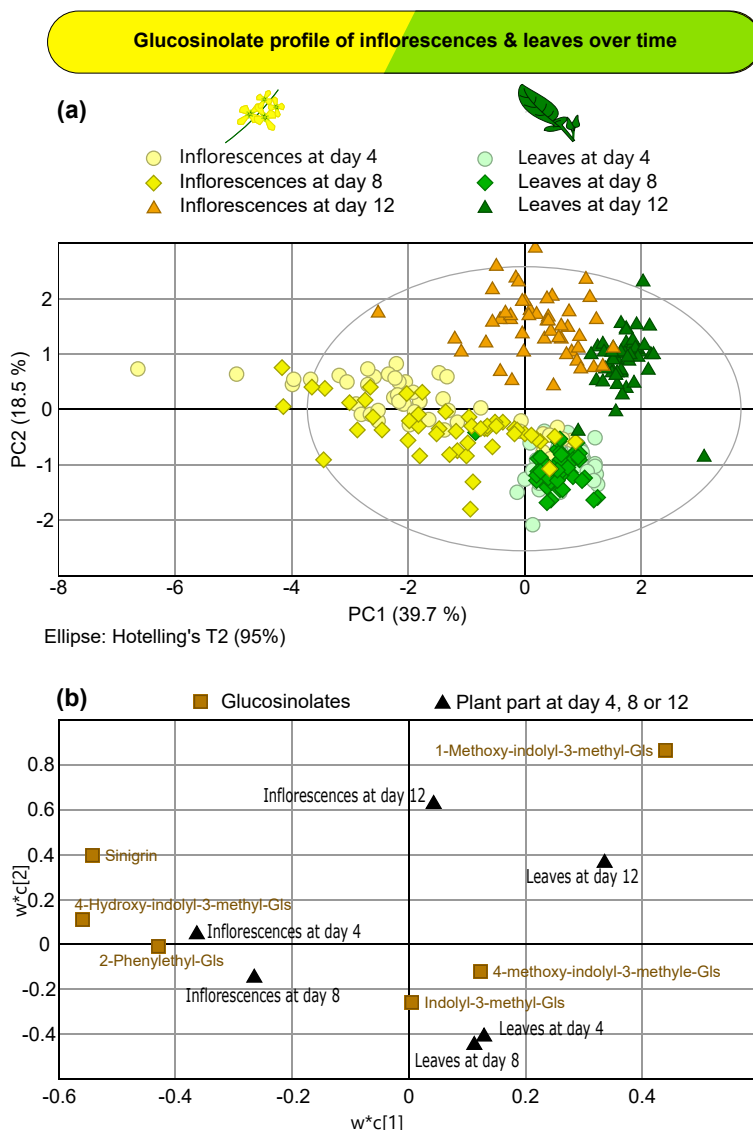 Glucosinolate profile of inflorescences & leaves over time
(a)
Inflorescences at day 4
Leaves at day 4
Inflorescences at day 8
Leaves at day 8
Inflorescences at day 12
Leaves at day 12
PC2 (18.5 %)
2
1
0
-1
-2
-8
-6
-4
-2
0
2
PC1 (39.7 %)
Ellipse: Hotelling's T2 (95%)
(b)
Glucosinolates
Plant part at day 4, 8 or 12
w*c[2]
0.8
0.6
0.4
0.2
0
-0.2
-0.4
1-Methoxy-indolyl-3-methyl-Gls
Inflorescences at day 12
Sinigrin
Leaves at day 12
4-Hydroxy-indolyl-3-methyl-Gls
Inflorescences at day 4
2-Phenylethyl-Gls
4-methoxy-indolyl-3-methyle-Gls
Inflorescences at day 8
Indolyl-3-methyl-Gls
Leaves at day 4
Leaves at day 8
-0.6
-0.4
-0.2
0
0.2
0.4
w*c[1]